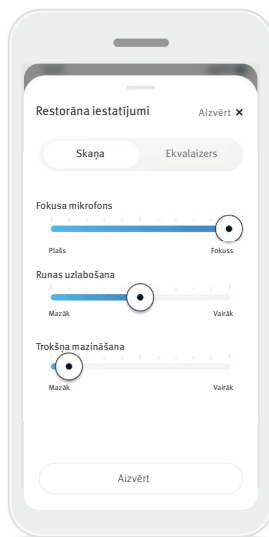 Restorāna iestatījumi
Aizvērt ×
Skaņa
Ekvalaizers
Fokusa mikrofons
Plašs
Fokuss
Runas uzlabošana
Mazāk
Vairāk
Trokšņa mazināšana
Mazāk
Vairāk
Aizvērt